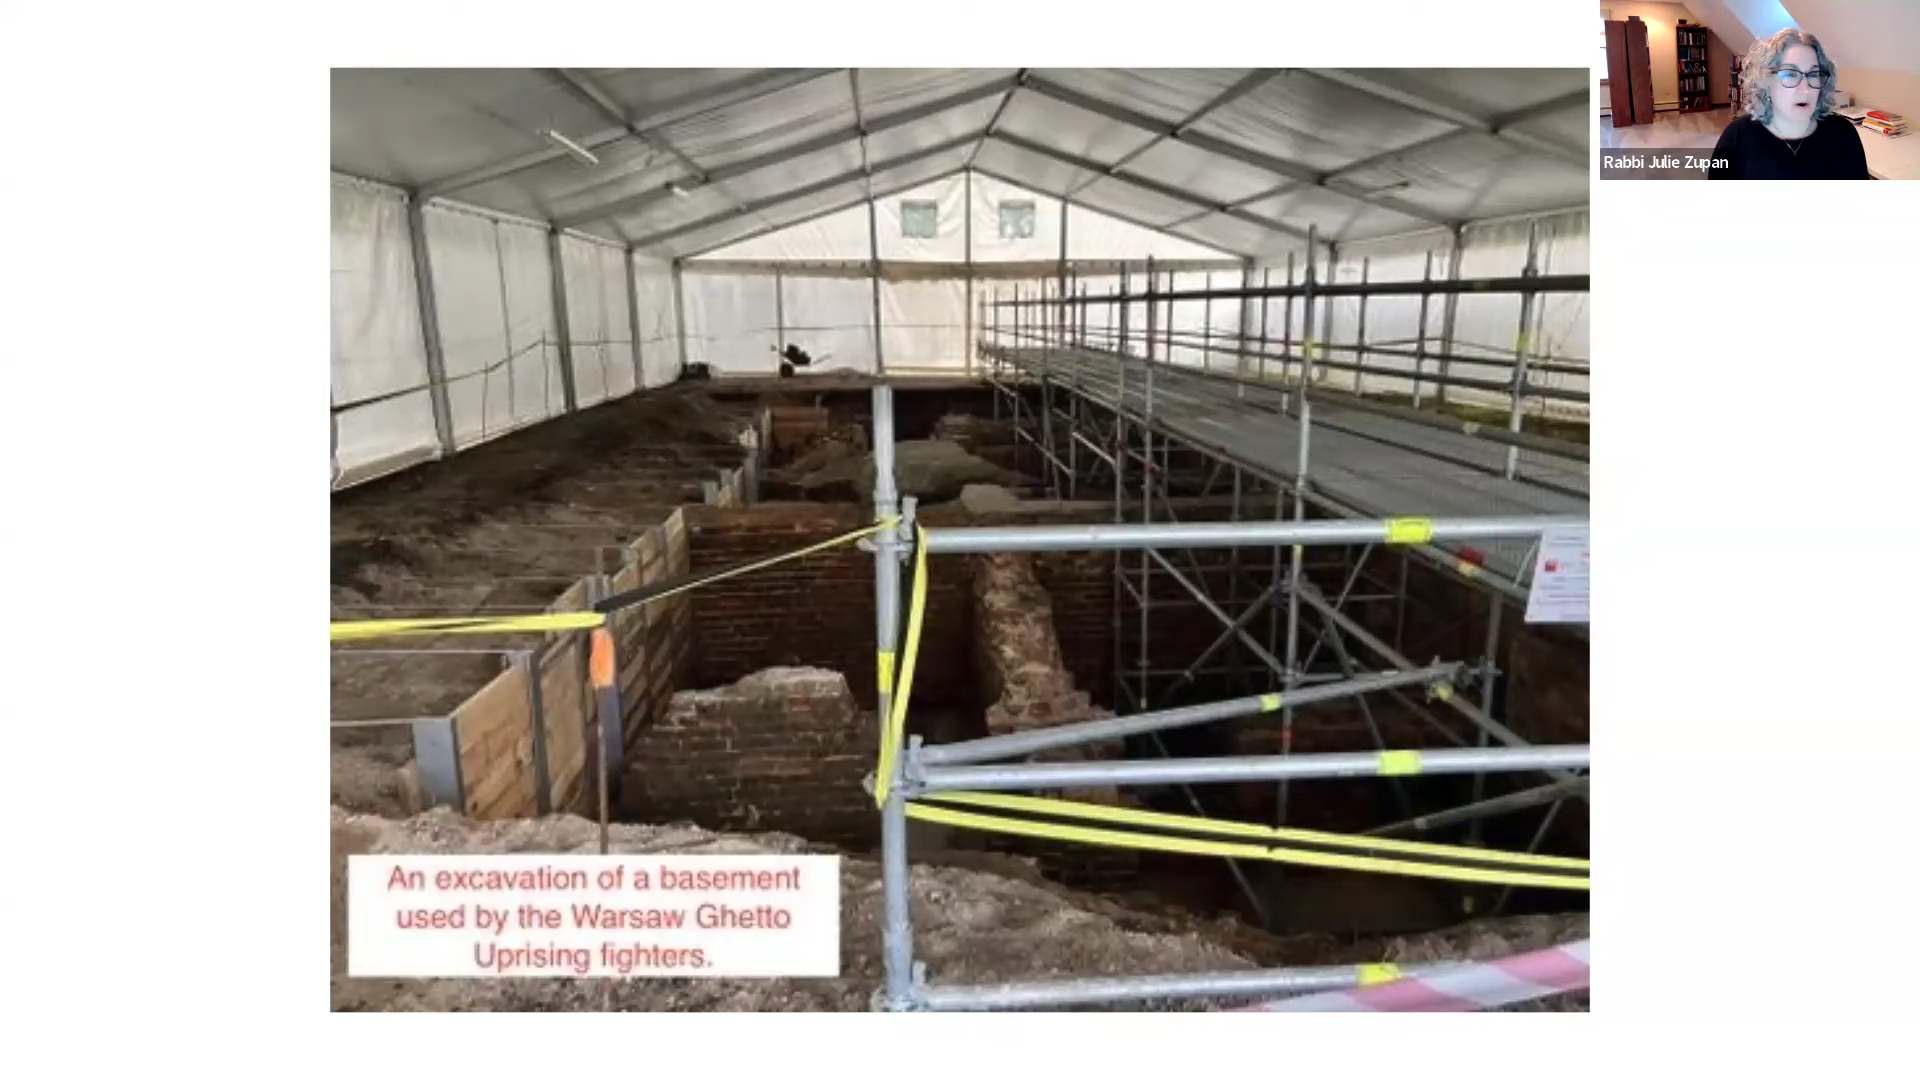 Rabbi Julie Zupan
An excavation of a basement
used by the Warsaw Ghetto
Uprising fighters.